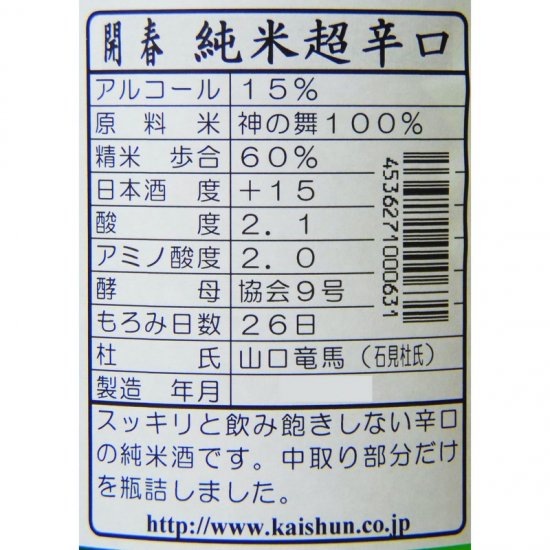 開春 純米超辛口
アルコール 15%
原料米 神の舞100%
精米歩合 60%
日本酒度 +15
酸度 2.1
アミノ酸度 2.0
酵母 協会9号
もろみ日数 26日
杜氏 山口竜馬(石見杜氏)
製造年月
4536271000631
スッキリと飲み飽きしない辛口
の純米酒です。中取り部分だけ
を瓶詰しました。
http://www.kaishun.co.jp